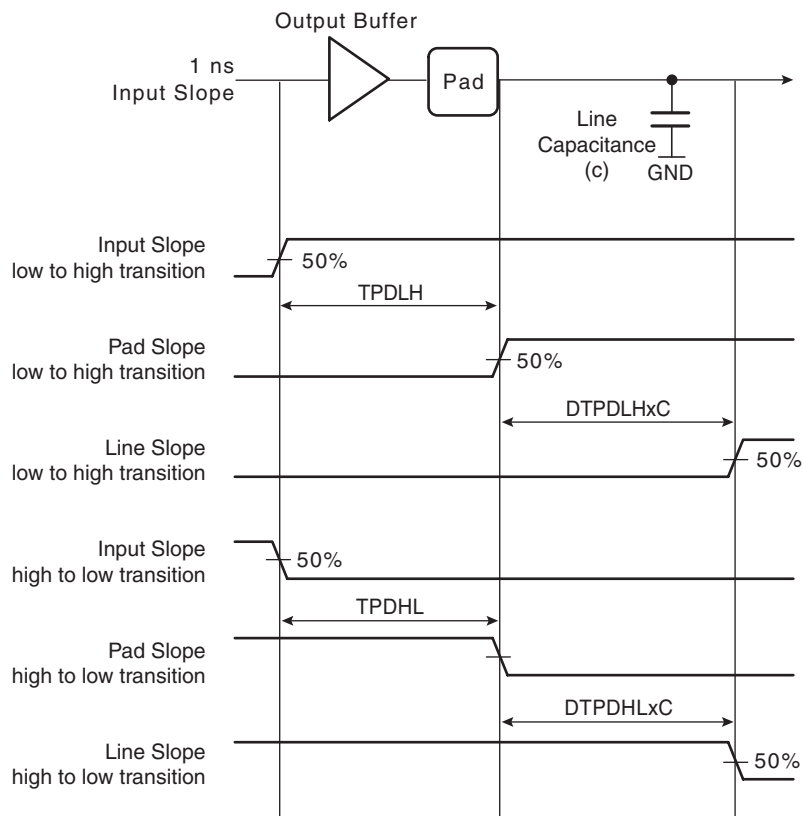 Output Buffer
1 ns
Input Slope
Pad
Line
Capacitance
(c)
GND
Input Slope
low to high transition
50%
TPDLH
Pad Slope
low to high transition
50%
DTPDLHxC
Line Slope
low to high transition
50%
Input Slope
high to low transition
50%
TPDHL
Pad Slope
high to low transition
DTPDHLxC
Line Slope
high to low transition
50%